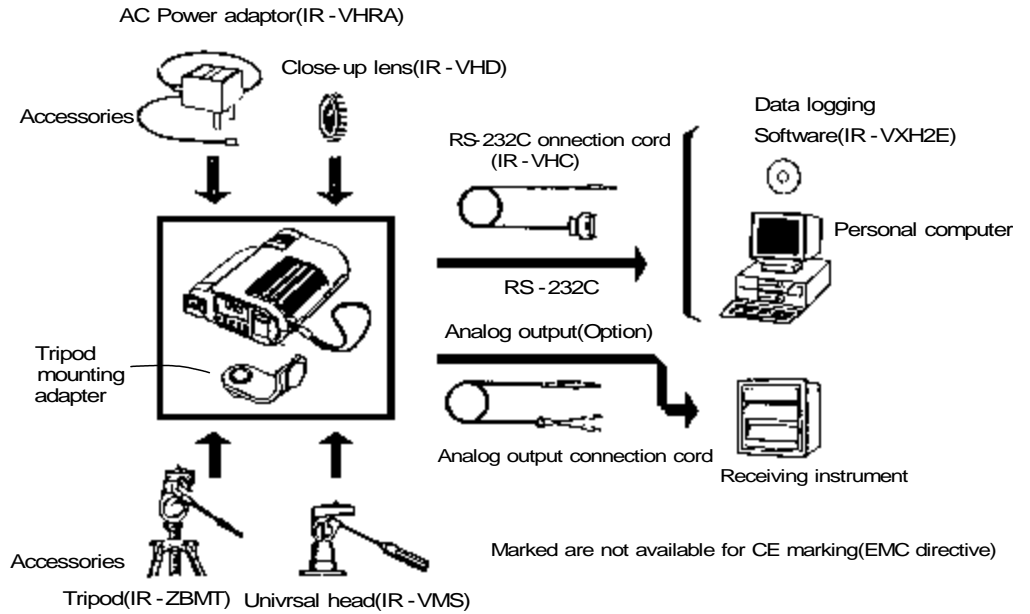 AC Power adaptor(IR-VHRA)
Close-up lens(IR-VHD)
Accessories
RS-232C onnection cord
(IR-VHC)
Data logging
Software(IR-VXH2E)
Personal computer
RS-232C
Analog output(Option)
Tripod
mounting
adapter
Analog output connection cord
Receiving instrument
Marked are not available for CE marking(EMC directive)
Accessories
Tripod(IR-ZBMT)
Univrsal head(IR-VMS)